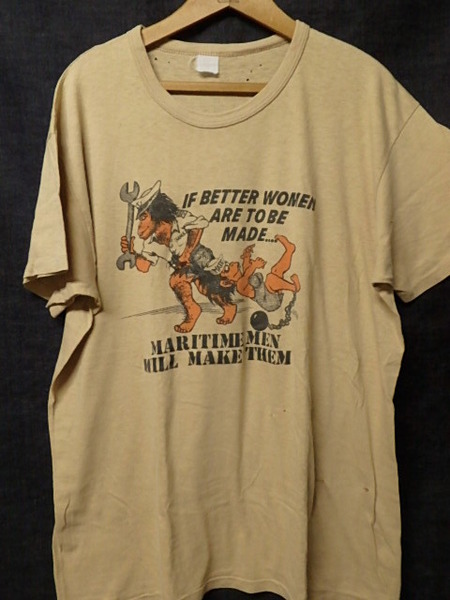 IF BETTER WOMEN
ARE TO BE
MADE....
MARITIME MEN
WILL MAKE THEM